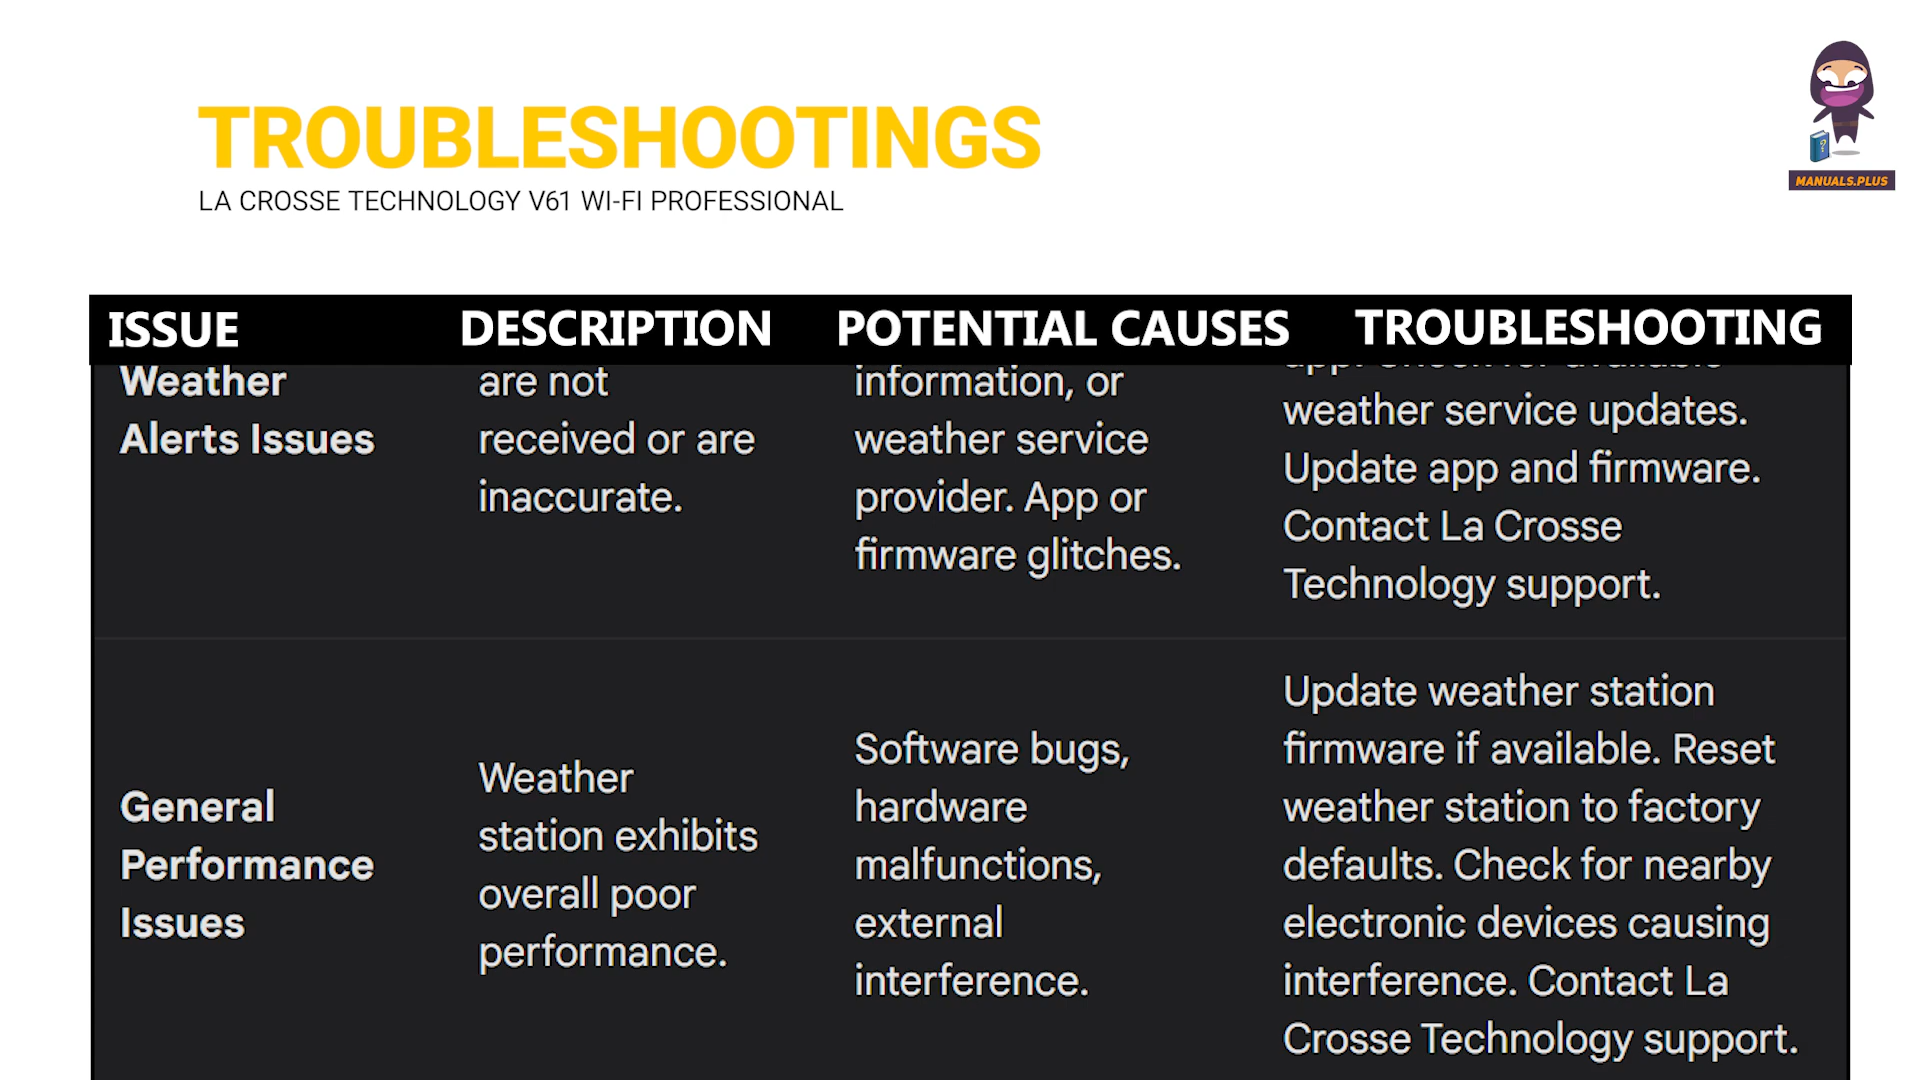 TROUBLESHOOTINGS
LA CROSSE TECHNOLOGY V61 WI-FI PROFESSIONAL
MANUALS.PLUS
ISSUE DESCRIPTION POTENTIAL CAUSES TROUBLESHOOTING
Weather
Alerts Issues
are not
received or are
inaccurate.
information, or
weather service
provider. App or
firmware glitches.
weather service updates.
Update app and firmware.
Contact La Crosse
Technology support.
General
Performance
Issues
Weather
station exhibits
overall poor
performance.
Software bugs,
hardware
malfunctions,
external
interference.
Update weather station
firmware if available. Reset
weather station to factory
defaults. Check for nearby
electronic devices causing
interference. Contact La
Crosse Technology support.